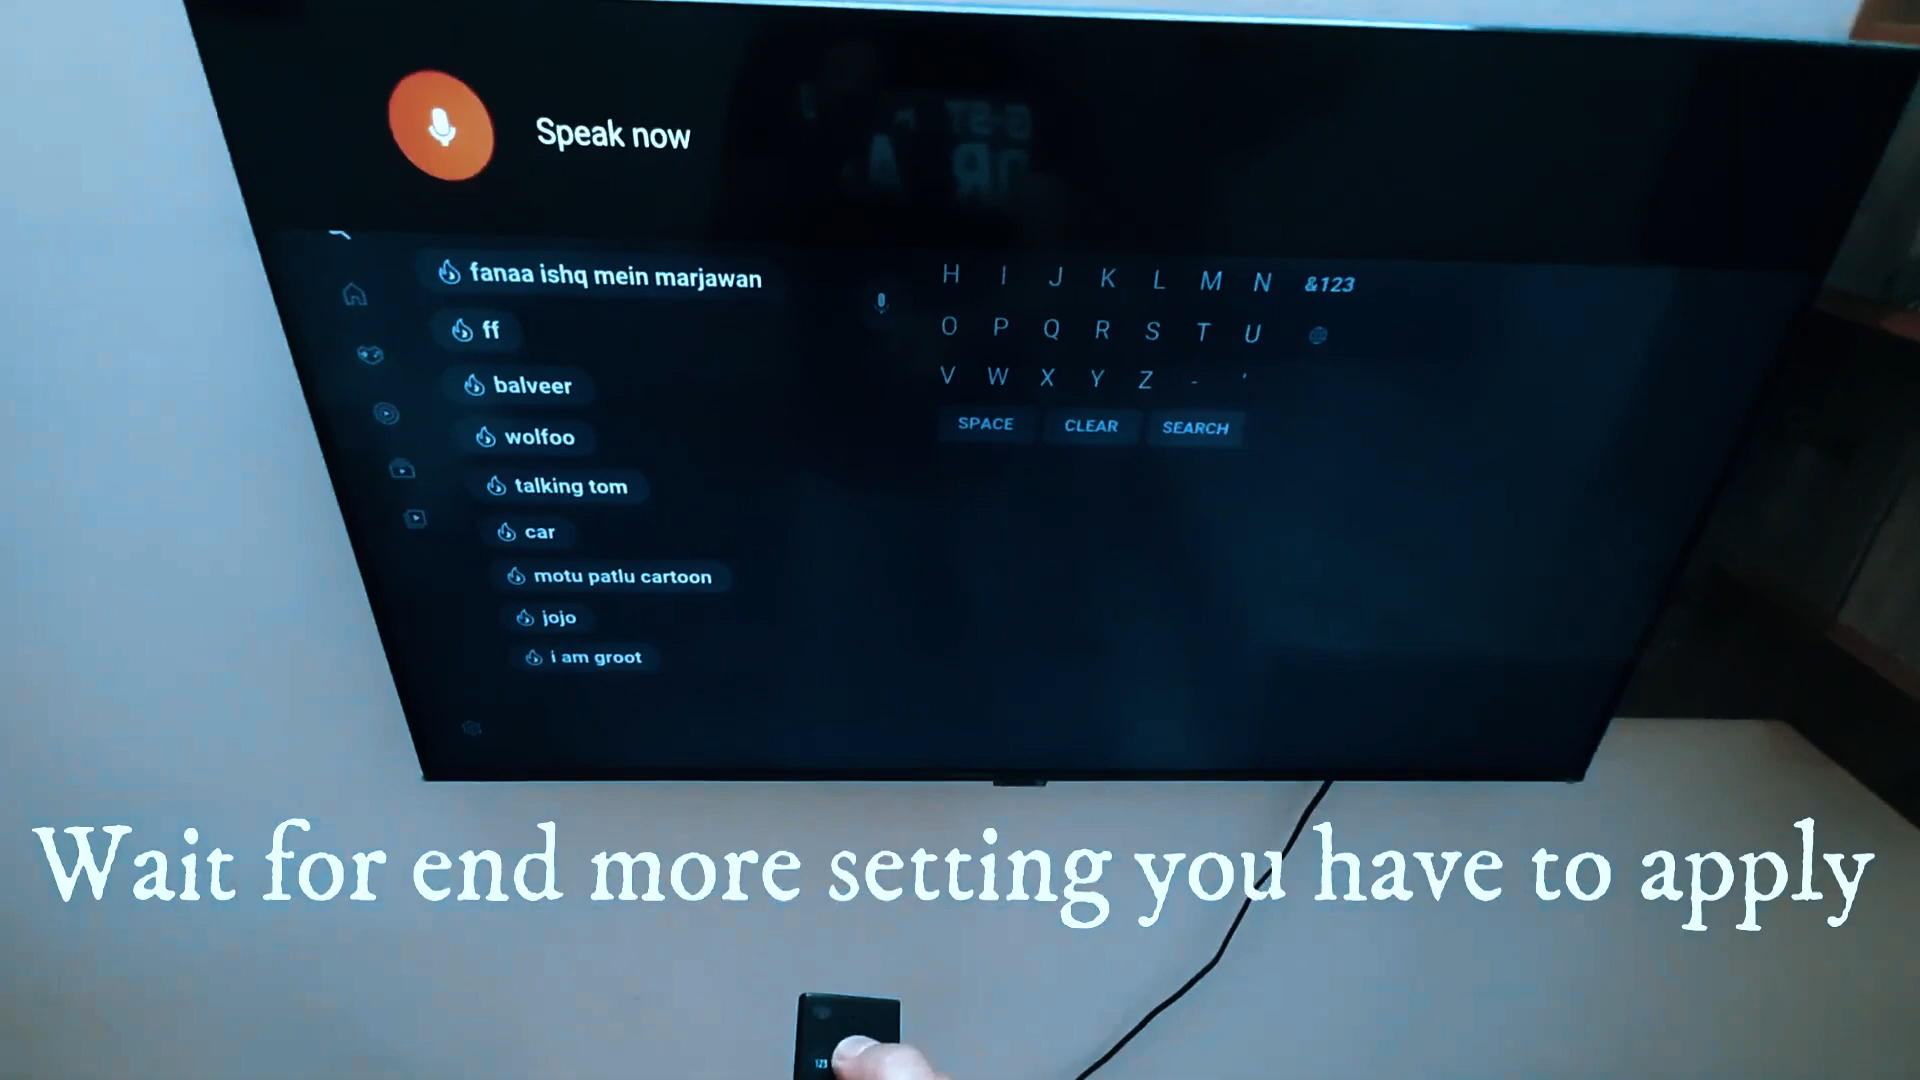 Speak now
fanaa ishq mein marjawan
ff
balveer
wolfoo
talking tom
car
motu patlu cartoon
jojo
i am groot
H I J K L M N &123
O P Q R S T U
V W X Y Z - '
SPACE CLEAR SEARCH
Wait for end more setting you have to apply
123